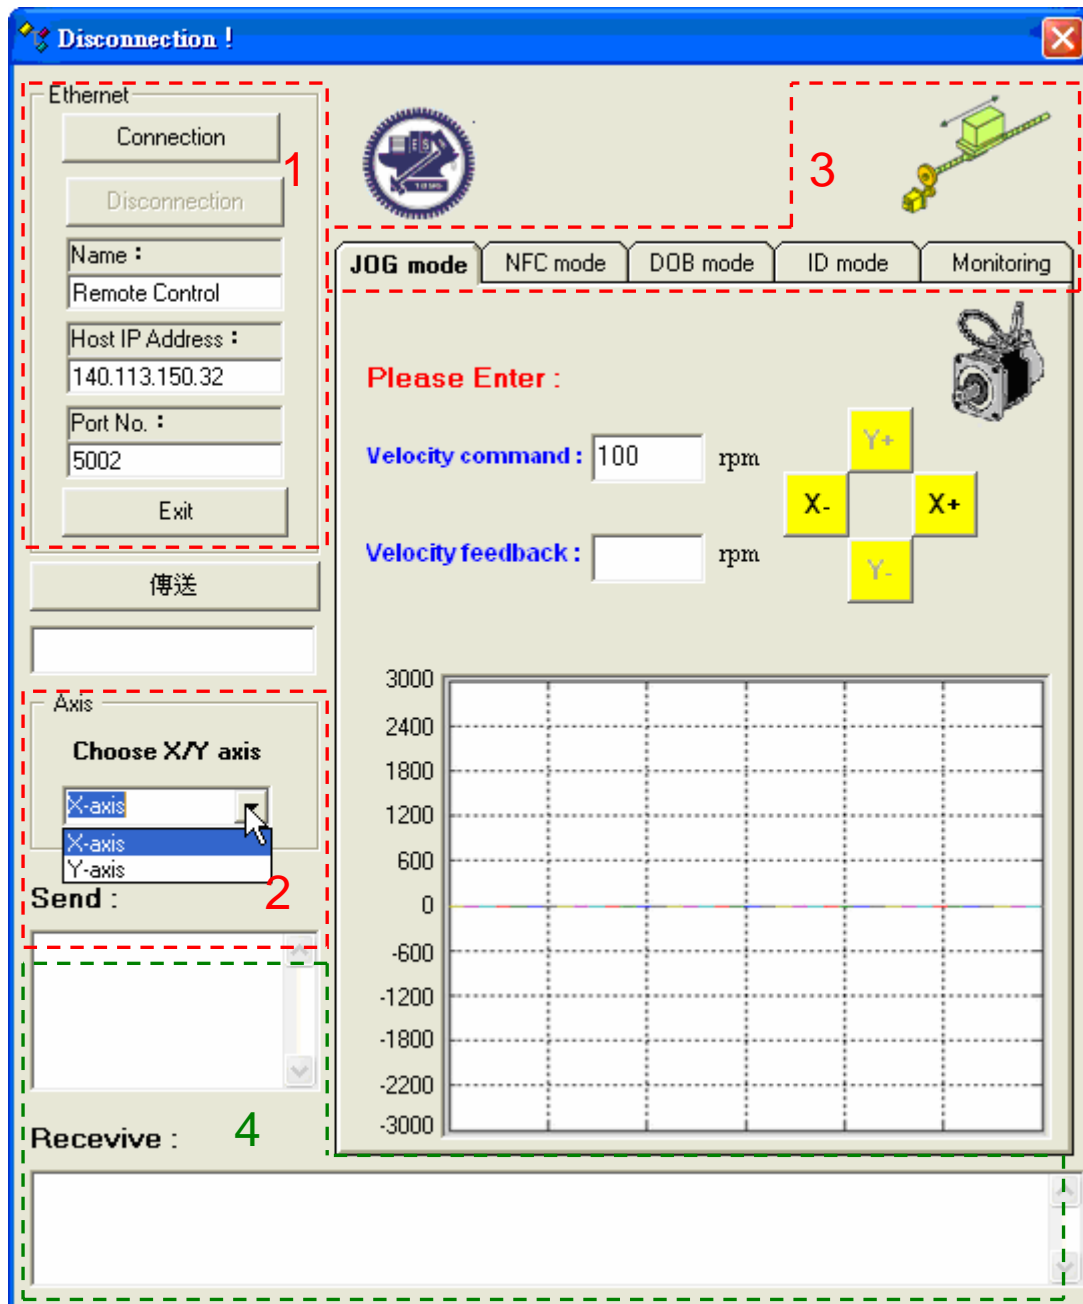 Disconnection !
Ethernet
Connection
1
Disconnection
Name：
Remote Control
Host IP Address：
140.113.150.32
Port No.：
5002
Exit
傳送
Axis
Choose X/Y axis
X-axis
X-axis
Y-axis
2
Send :
4
Recevive :
3
JOG mode
NFC mode
DOB mode
ID mode
Monitoring
Please Enter :
Velocity command : 100 rpm
Velocity feedback : rpm
Y+
X-
X+
Y-
3000
2400
1800
1200
600
0
-600
-1200
-1800
-2200
-3000